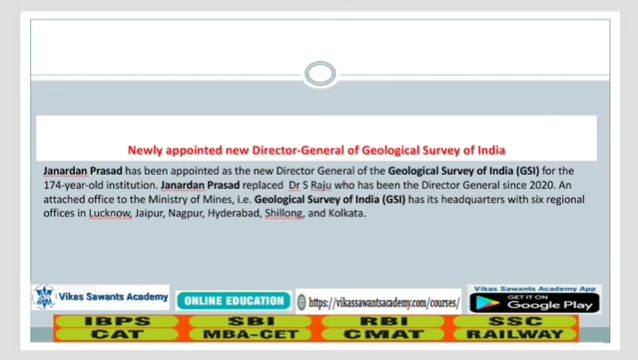 Newly appointed new Director-General of Geological Survey of India
Janardan Prasad has been appointed as the new Director General of the Geological Survey of India (GSI) for the
174-year-old institution. Janardan Prasad replaced Dr S Raju who has been the Director General since 2020. An
attached office to the Ministry of Mines, i.e. Geological Survey of India (GSI) has its headquarters with six regional
offices in Lucknow, Jaipur, Nagpur, Hyderabad, Shillong, and Kolkata.
Vikas Sawants Academy App
Vikas Sawants Academy
ONLINE EDUCATION
https://vikassawantsacademy.com/courses/
GET IT ON
Google Play
IBPS SBI RBI SSC
CAT MBA-CET CMAT RAILWAY